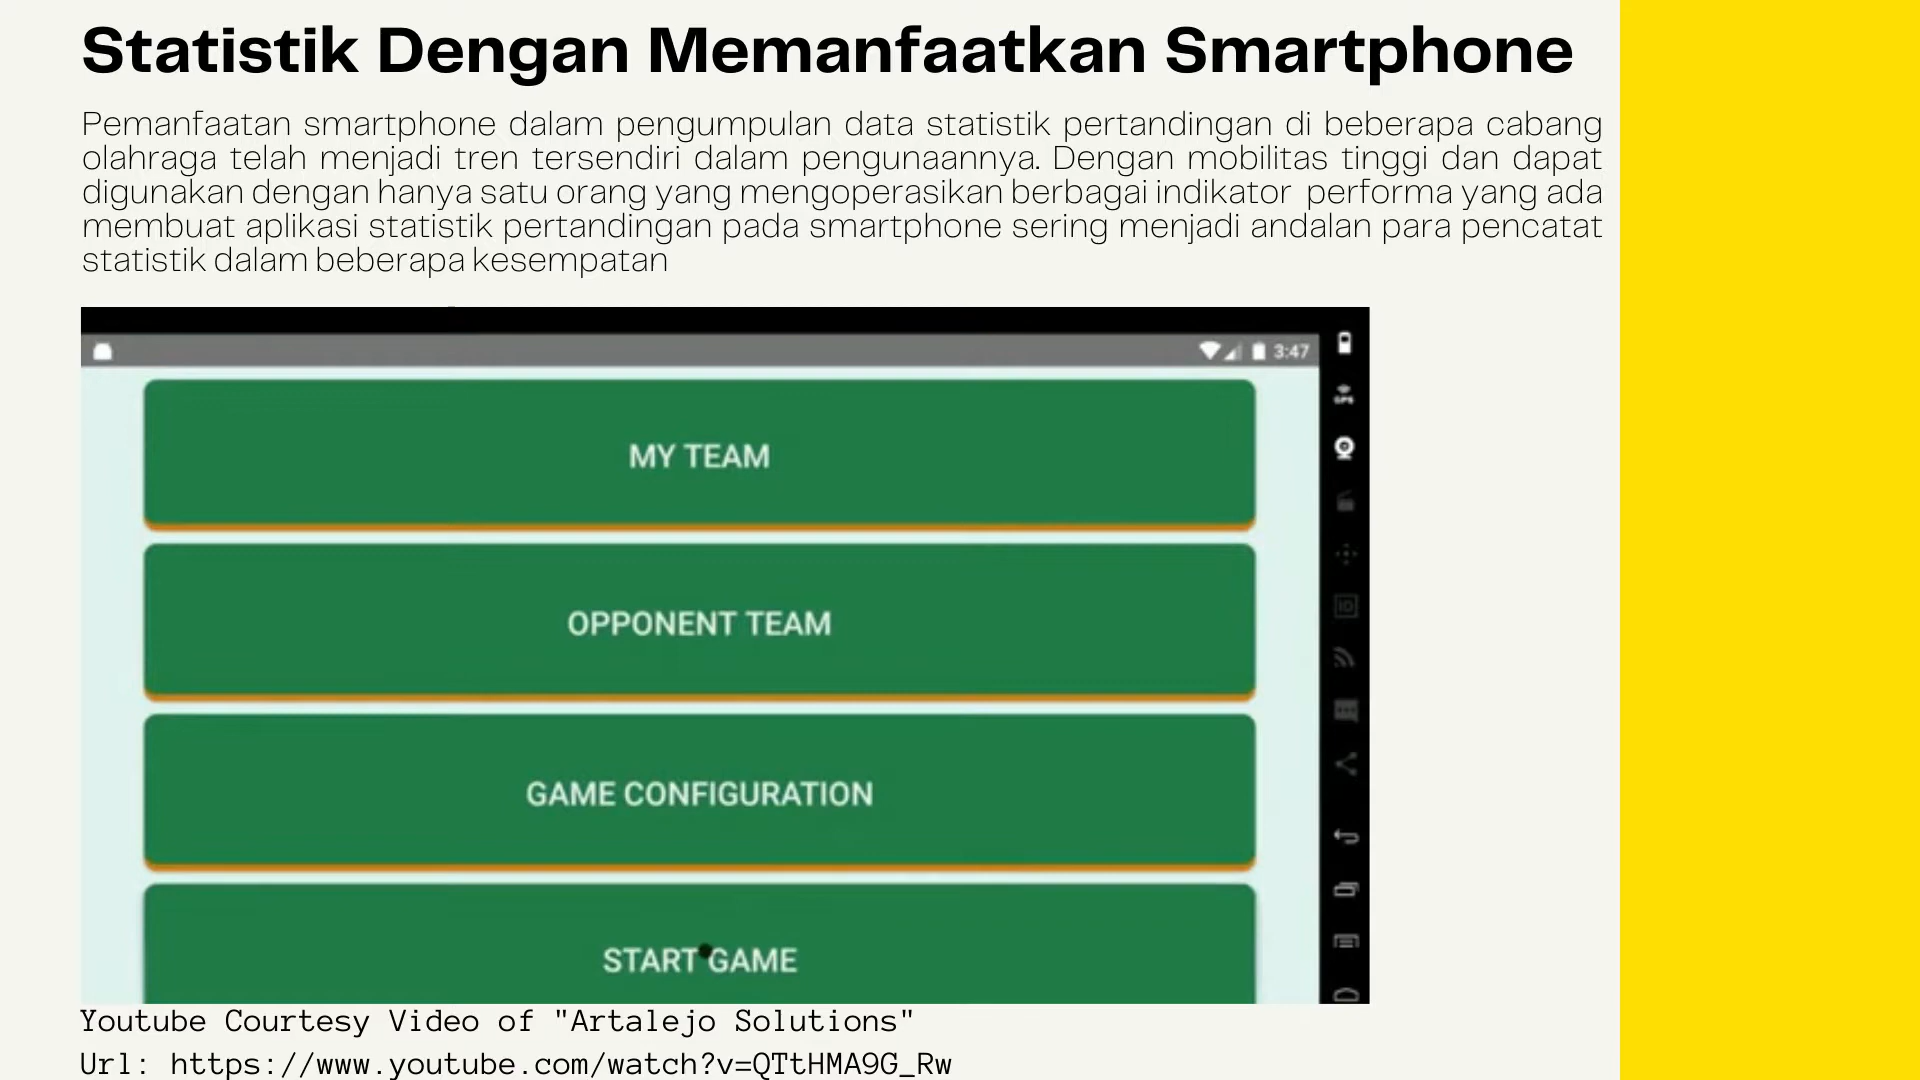 Statistik Dengan Memanfaatkan Smartphone
Pemanfaatan smartphone dalam pengumpulan data statistik pertandingan di beberapa cabang
olahraga telah menjadi tren tersendiri dalam pengunaannya. Dengan mobilitas tinggi dan dapat
digunakan dengan hanya satu orang yang mengoperasikan berbagai indikator performa yang ada
membuat aplikasi statistik pertandingan pada smartphone sering menjadi andalan para pencatat
statistik dalam beberapa kesempatan
3:47
GPS
MY TEAM
OPPONENT TEAM
ID
GAME CONFIGURATION
START GAME
Youtube Courtesy Video of "Artalejo Solutions"
Url: https://www.youtube.com/watch?v=QTtHMA9G_Rw